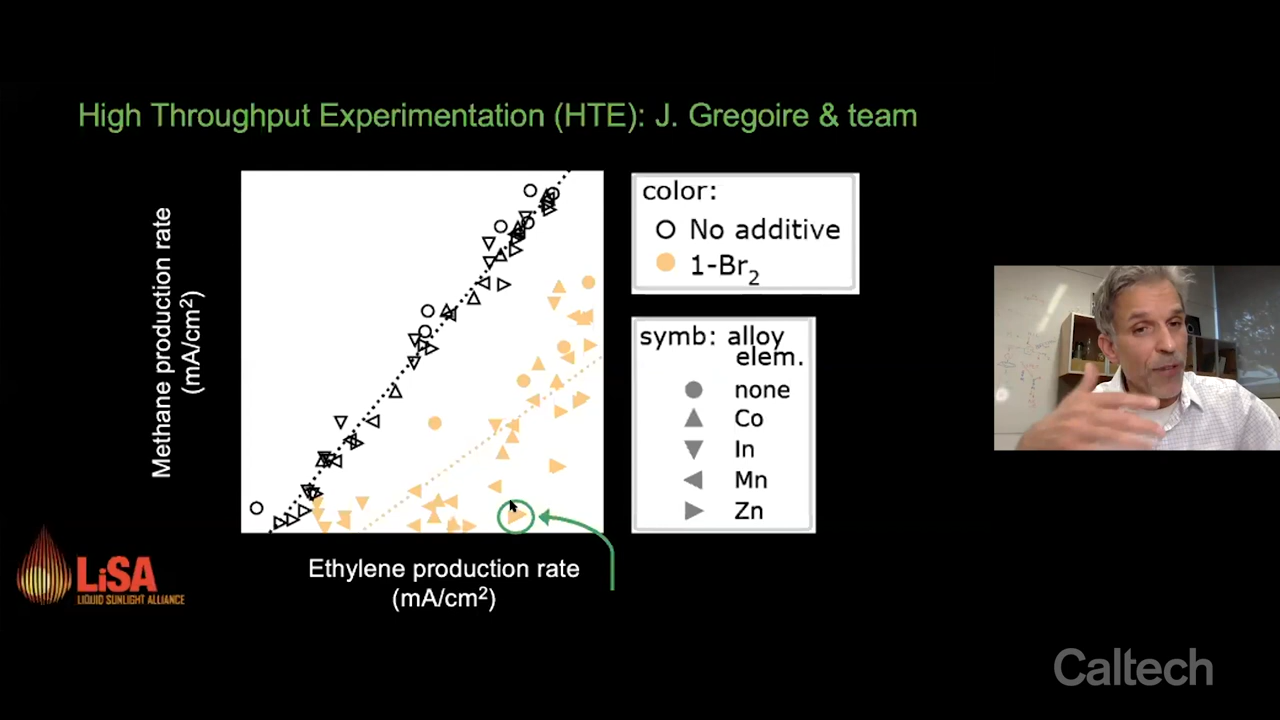 High Throughput Experimentation (HTE): J. Gregoire & team
Methane production rate
(mA/cm²)
color:
No additive
1-Br₂
symb: alloy
elem.
none
Co
In
Mn
Zn
Ethylene production rate
(mA/cm²)
LiSA
LIQUID SUNLIGHT ALLIANCE
Caltech